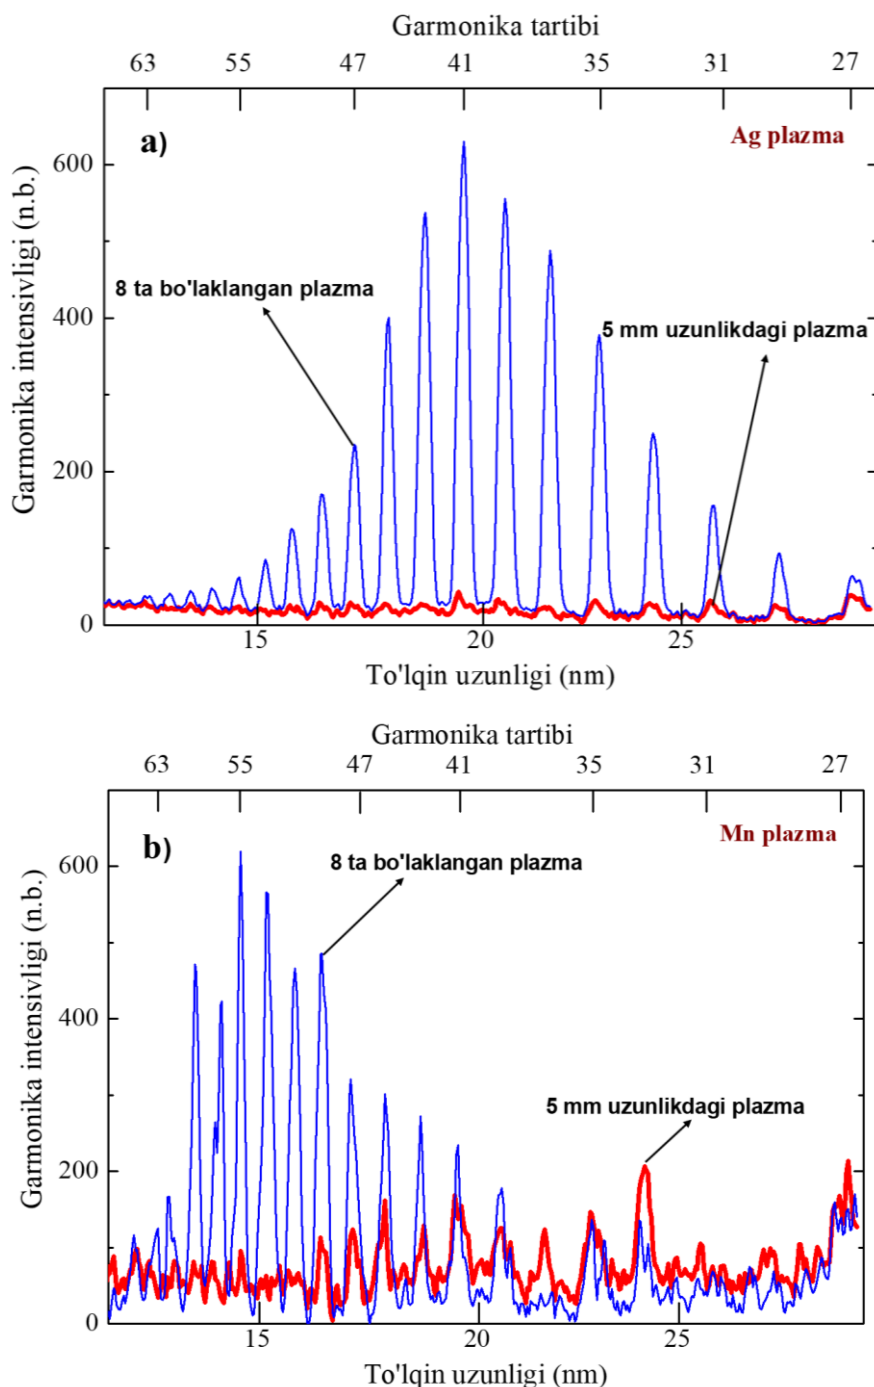 Garmonika tartibi
63 55 47 41 35 31 27
a)
Ag plazma
Garmonika intensivligi (n.b.)
600
400
200
0
8 ta bo'laklangan plazma
5 mm uzunlikdagi plazma
15 20 25
To'lqin uzunligi (nm)
Garmonika tartibi
63 55 47 41 35 31 27
b)
Mn plazma
Garmonika intensivligi (n.b.)
600
400
200
0
8 ta bo'laklangan plazma
5 mm uzunlikdagi plazma
15 20 25
To'lqin uzunligi (nm)